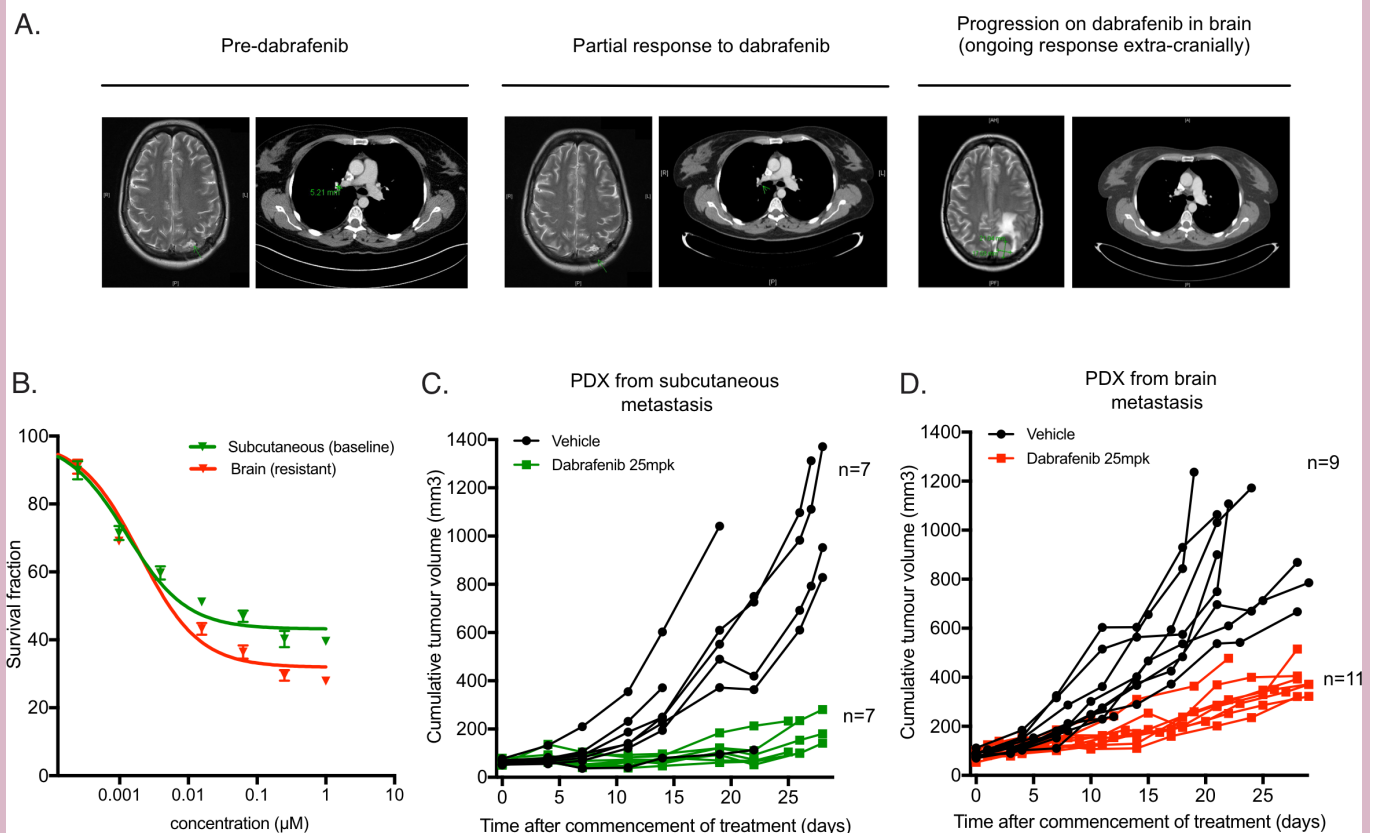 A.
Pre-dabrafenib
Partial response to dabrafenib
Progression on dabrafenib in brain
(ongoing response extra-cranially)
[R]
[L]
[P]
5.21 mm
[R]
[L]
[P]
[R]
[L]
[P]
[AH]
[PF]
[A]
[P]
B.
100
80
60
40
20
0
Survival fraction
Subcutaneous (baseline)
Brain (resistant)
0.001
0.01
0.1
1
10
concentration (µM)
C.
PDX from subcutaneous
metastasis
Vehicle
Dabrafenib 25mpk
n=7
n=7
1400
1200
1000
800
600
400
200
0
Cumulative tumour volume (mm3)
0
5
10
15
20
25
Time after commencement of treatment (days)
D.
PDX from brain
metastasis
Vehicle
Dabrafenib 25mpk
n=9
n=11
1400
1200
1000
800
600
400
200
0
Cumulative tumour volume (mm3)
0
5
10
15
20
25
Time after commencement of treatment (days)